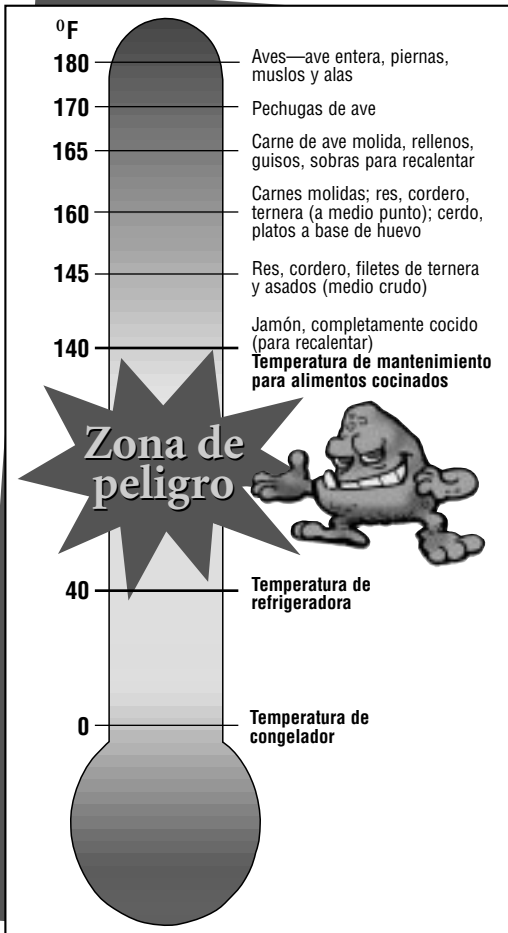 ⁰F
180 Aves—ave entera, piernas,
muslos y alas
170 Pechugas de ave
165 Carne de ave molida, rellenos,
guisos, sobras para recalentar
160 Carnes molidas; res, cordero,
ternera (a medio punto); cerdo,
platos a base de huevo
145 Res, cordero, filetes de ternera
y asados (medio crudo)
Jamón, completamente cocido
140 (para recalentar)
Temperatura de mantenimiento
para alimentos cocinados
Zona de
peligro
40 Temperatura de
refrigeradora
0 Temperatura de
congelador